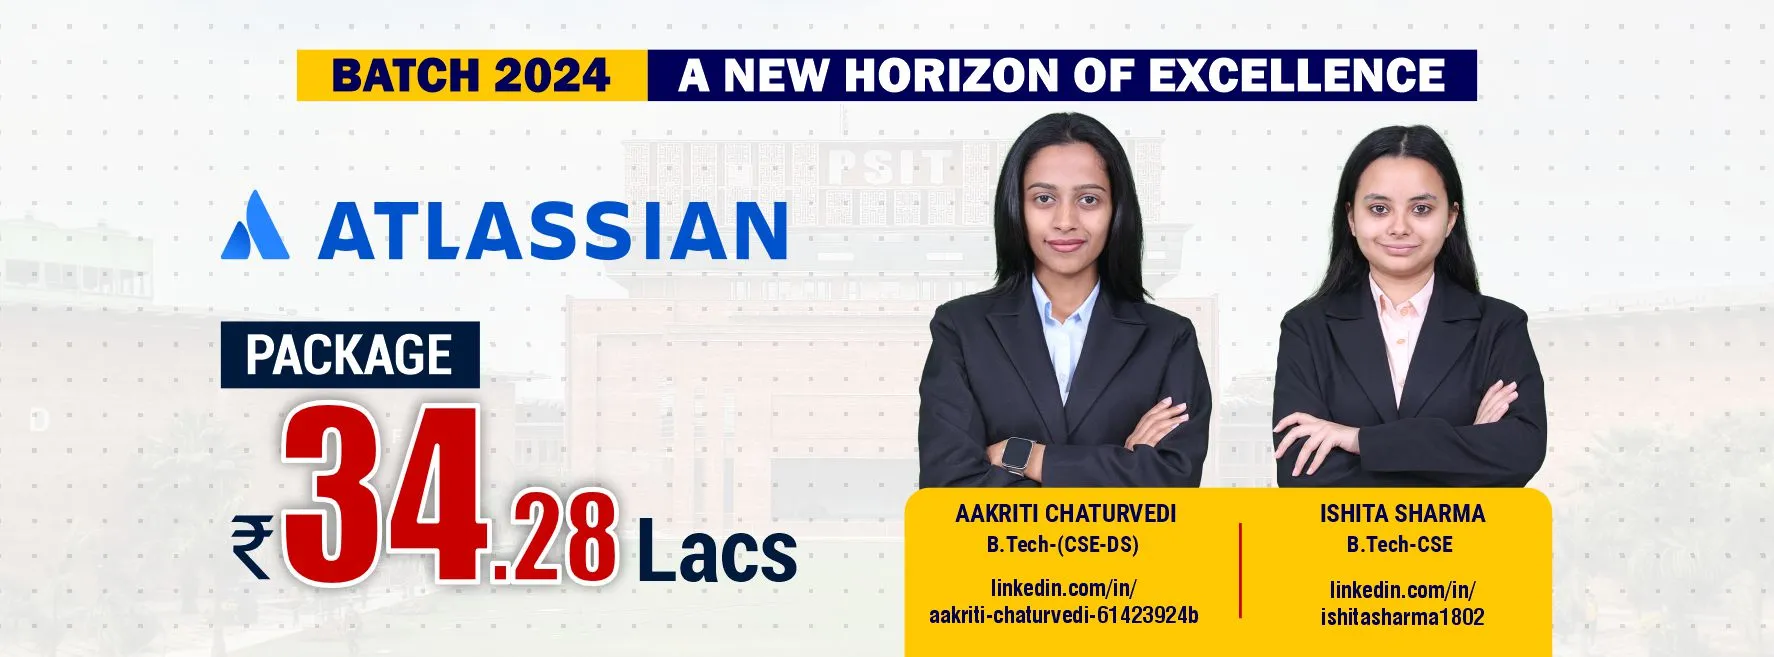 BATCH 2024 A NEW HORIZON OF EXCELLENCE
PSIT
ATLASSIAN
PACKAGE
₹34.28 Lacs
AAKRITI CHATURVEDI
B.Tech-(CSE-DS)
linkedin.com/in/
aakriti-chaturvedi-61423924b
ISHITA SHARMA
B.Tech-CSE
linkedin.com/in/
ishitasharma1802